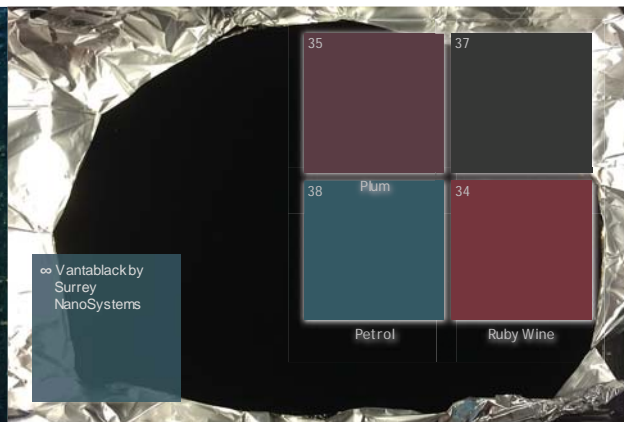 35
37
Plum
38
34
∞ Vantablack by
Surrey
NanoSystems
Petrol
Ruby Wine